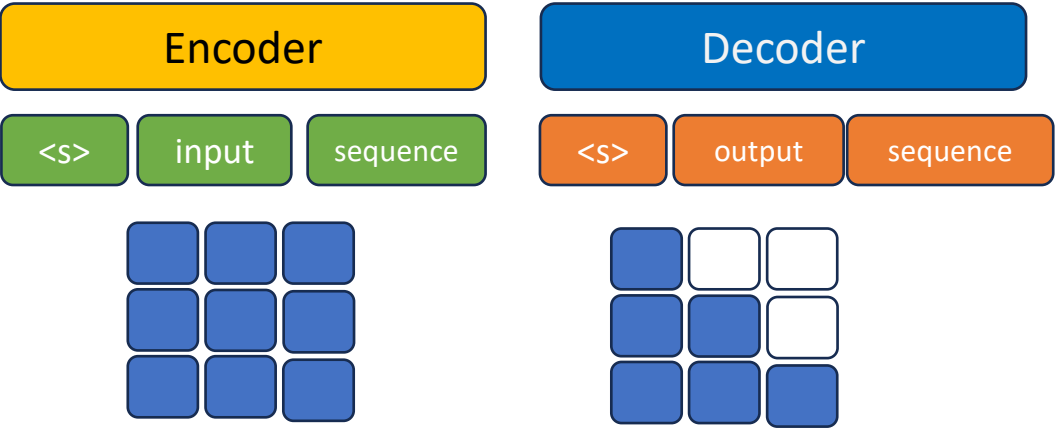 Encoder Decoder
<s> input sequence <s> output sequence